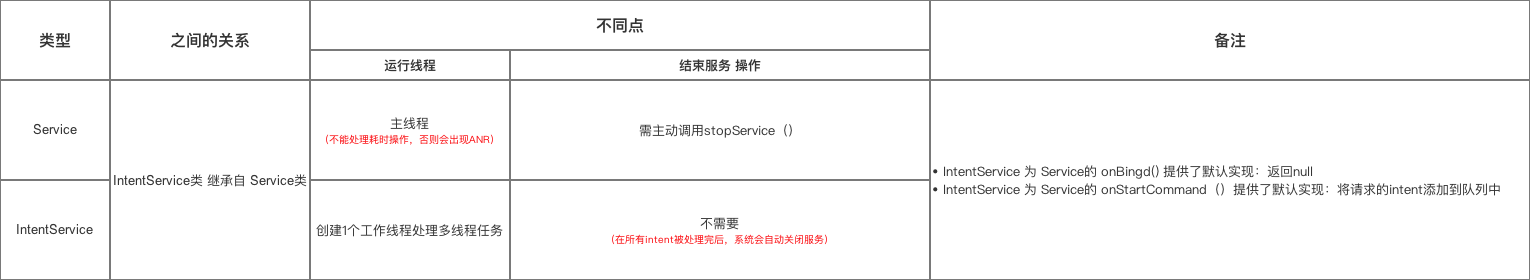 类型
之间的关系
不同点
备注
运行线程
结束服务 操作
Service
IntentService类 继承自 Service类
主线程
(不能处理耗时操作，否则会出现ANR)
需主动调用stopService（）
• IntentService 为 Service的 onBingd() 提供了默认实现：返回null
• IntentService 为 Service的 onStartCommand（）提供了默认实现：将请求的intent添加到队列中
IntentService
创建1个工作线程处理多线程任务
不需要
(在所有intent被处理完后，系统会自动关闭服务)